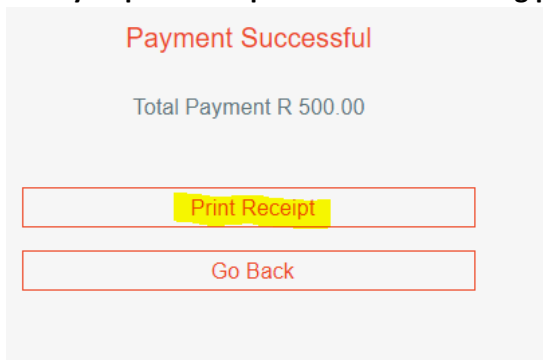 Payment Successful
Total Payment R 500.00
Print Receipt
Go Back